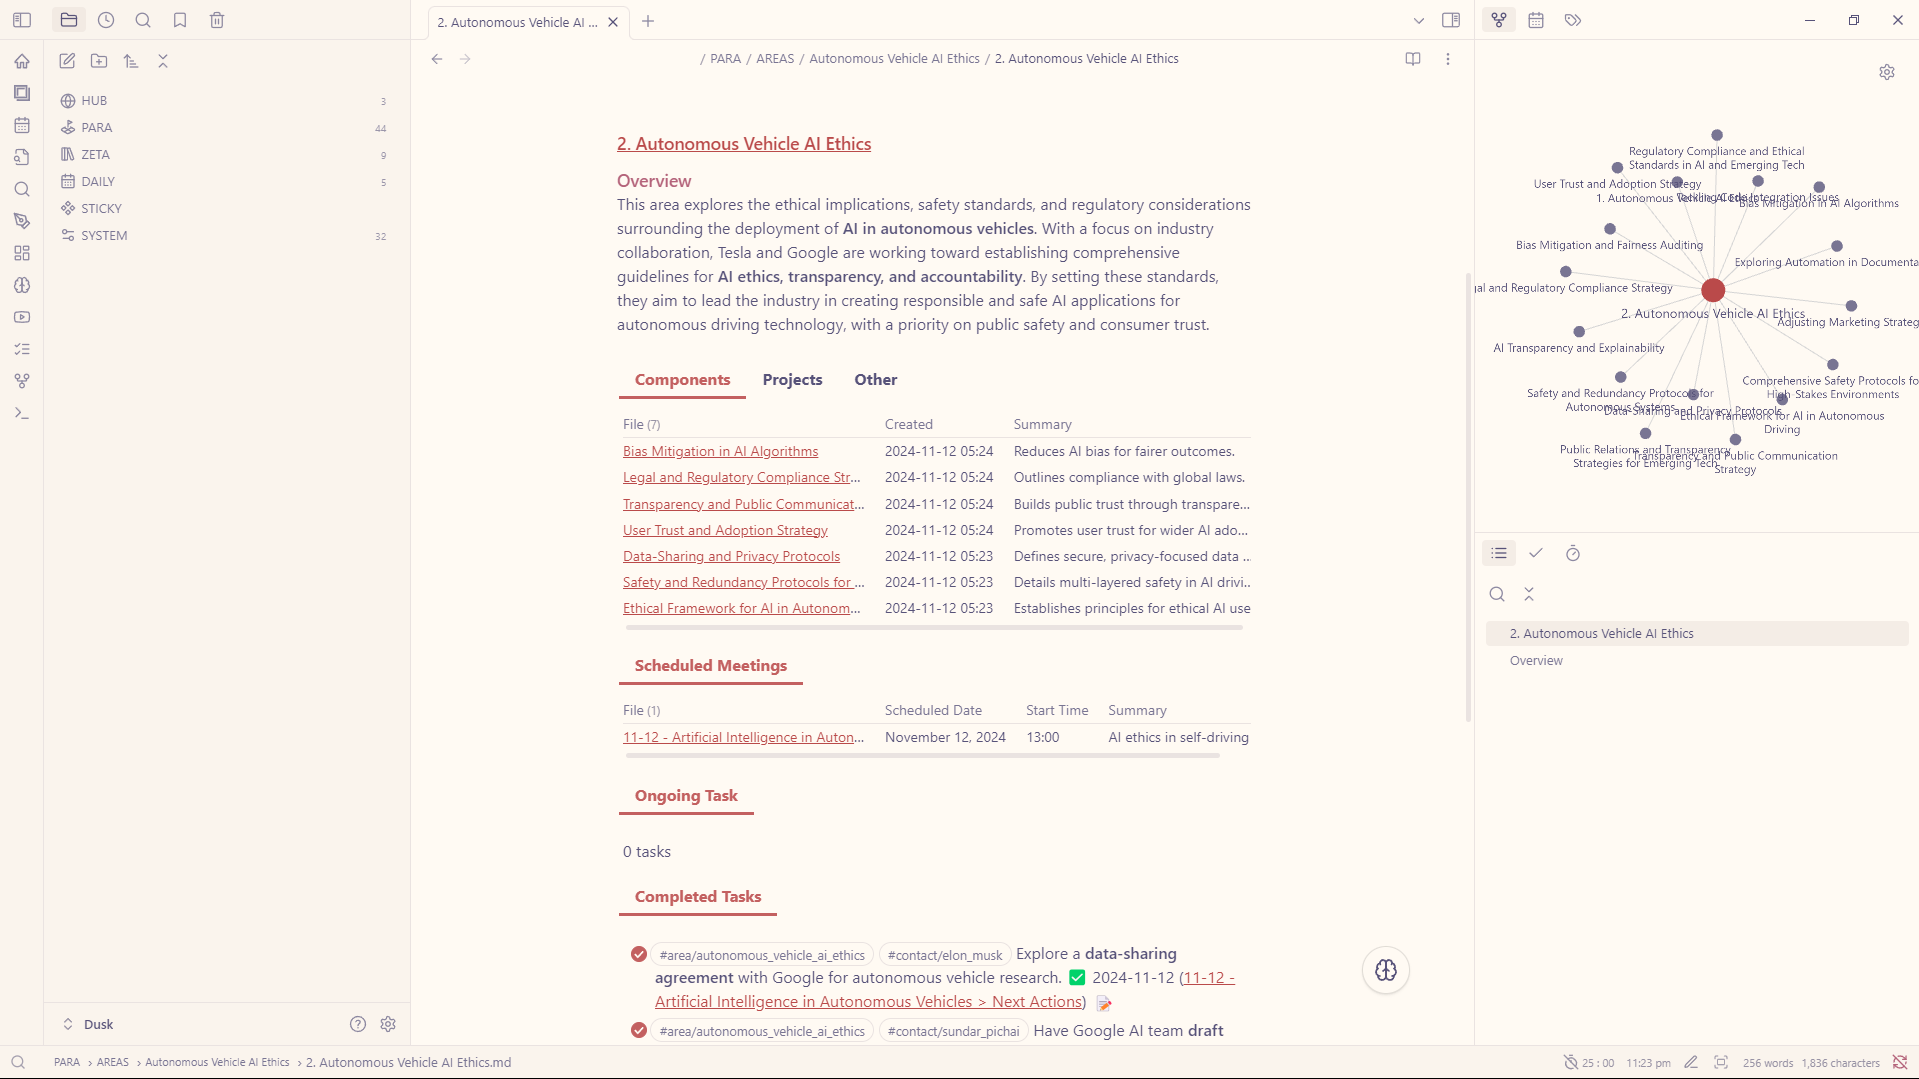 2. Autonomous Vehicle AI ...
HUB 3
PARA 44
ZETA 9
DAILY 5
STICKY
SYSTEM 32
Dusk
/ PARA / AREAS / Autonomous Vehicle AI Ethics / 2. Autonomous Vehicle AI Ethics
2. Autonomous Vehicle AI Ethics
Overview
This area explores the ethical implications, safety standards, and regulatory considerations
surrounding the deployment of AI in autonomous vehicles. With a focus on industry
collaboration, Tesla and Google are working toward establishing comprehensive
guidelines for AI ethics, transparency, and accountability. By setting these standards,
they aim to lead the industry in creating responsible and safe AI applications for
autonomous driving technology, with a priority on public safety and consumer trust.
Components Projects Other
File (7) Created Summary
Bias Mitigation in AI Algorithms 2024-11-12 05:24 Reduces AI bias for fairer outcomes.
Legal and Regulatory Compliance Str... 2024-11-12 05:24 Outlines compliance with global laws.
Transparency and Public Communicat... 2024-11-12 05:24 Builds public trust through transpare...
User Trust and Adoption Strategy 2024-11-12 05:24 Promotes user trust for wider AI ado...
Data-Sharing and Privacy Protocols 2024-11-12 05:23 Defines secure, privacy-focused data ..
Safety and Redundancy Protocols for ... 2024-11-12 05:23 Details multi-layered safety in AI drivi..
Ethical Framework for AI in Autonom... 2024-11-12 05:23 Establishes principles for ethical AI use
Scheduled Meetings
File (1) Scheduled Date Start Time Summary
11-12 - Artificial Intelligence in Auton... November 12, 2024 13:00 AI ethics in self-driving
Ongoing Task
0 tasks
Completed Tasks
#area/autonomous_vehicle_ai_ethics #contact/elon_musk Explore a data-sharing
agreement with Google for autonomous vehicle research. ✅ 2024-11-12 (11-12 -
Artificial Intelligence in Autonomous Vehicles > Next Actions) 📝
#area/autonomous_vehicle_ai_ethics #contact/sundar_pichai Have Google AI team draft
Regulatory Compliance and Ethical
Standards in AI and Emerging Tech
User Trust and Adoption Strategy
1. Autonomous Vehicle AI Ethics
Integration Issues
Bias Mitigation in AI Algorithms
Bias Mitigation and Fairness Auditing
Exploring Automation in Documenta
al and Regulatory Compliance Strategy
2. Autonomous Vehicle AI Ethics
Adjusting Marketing Strateg
AI Transparency and Explainability
Comprehensive Safety Protocols fo
High-Stakes Environments
Safety and Redundancy Protocols for
Autonomous Systems
Data-Sharing and Privacy Protocols
Ethical Framework for AI in Autonomous
Driving
Public Relations and Transparency
Strategies for Emerging Tech
Transparency and Public Communication
Strategy
2. Autonomous Vehicle AI Ethics
Overview
PARA > AREAS > Autonomous Vehicle AI Ethics > 2. Autonomous Vehicle AI Ethics.md
25 : 00 11:23 pm 256 words 1,836 characters